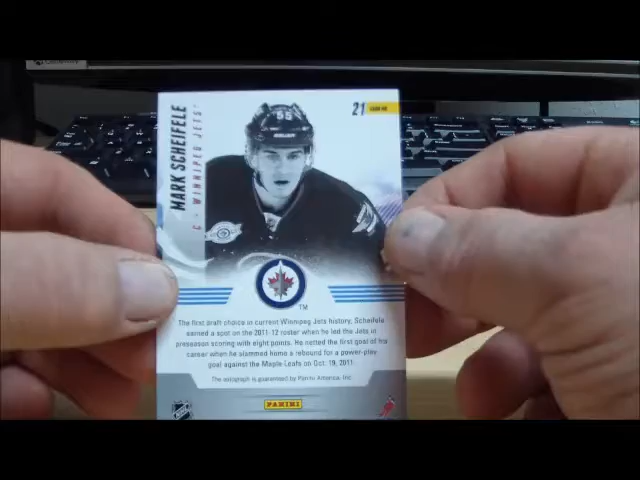 MARK SCHEIFELE
C - WINNIPEG JETS
21
55
TM
The first draft choice in current Winnipeg Jets history, Scheifele
earned a spot on the 2011-12 roster when he led the Jets in
preseason scoring with eight points. He netted the first goal of his
career when he slammed home a rebound for a power-play
goal against the Maple Leafs on Oct. 19, 2011.
The autograph is guaranteed by Panini America, Inc.
PANINI